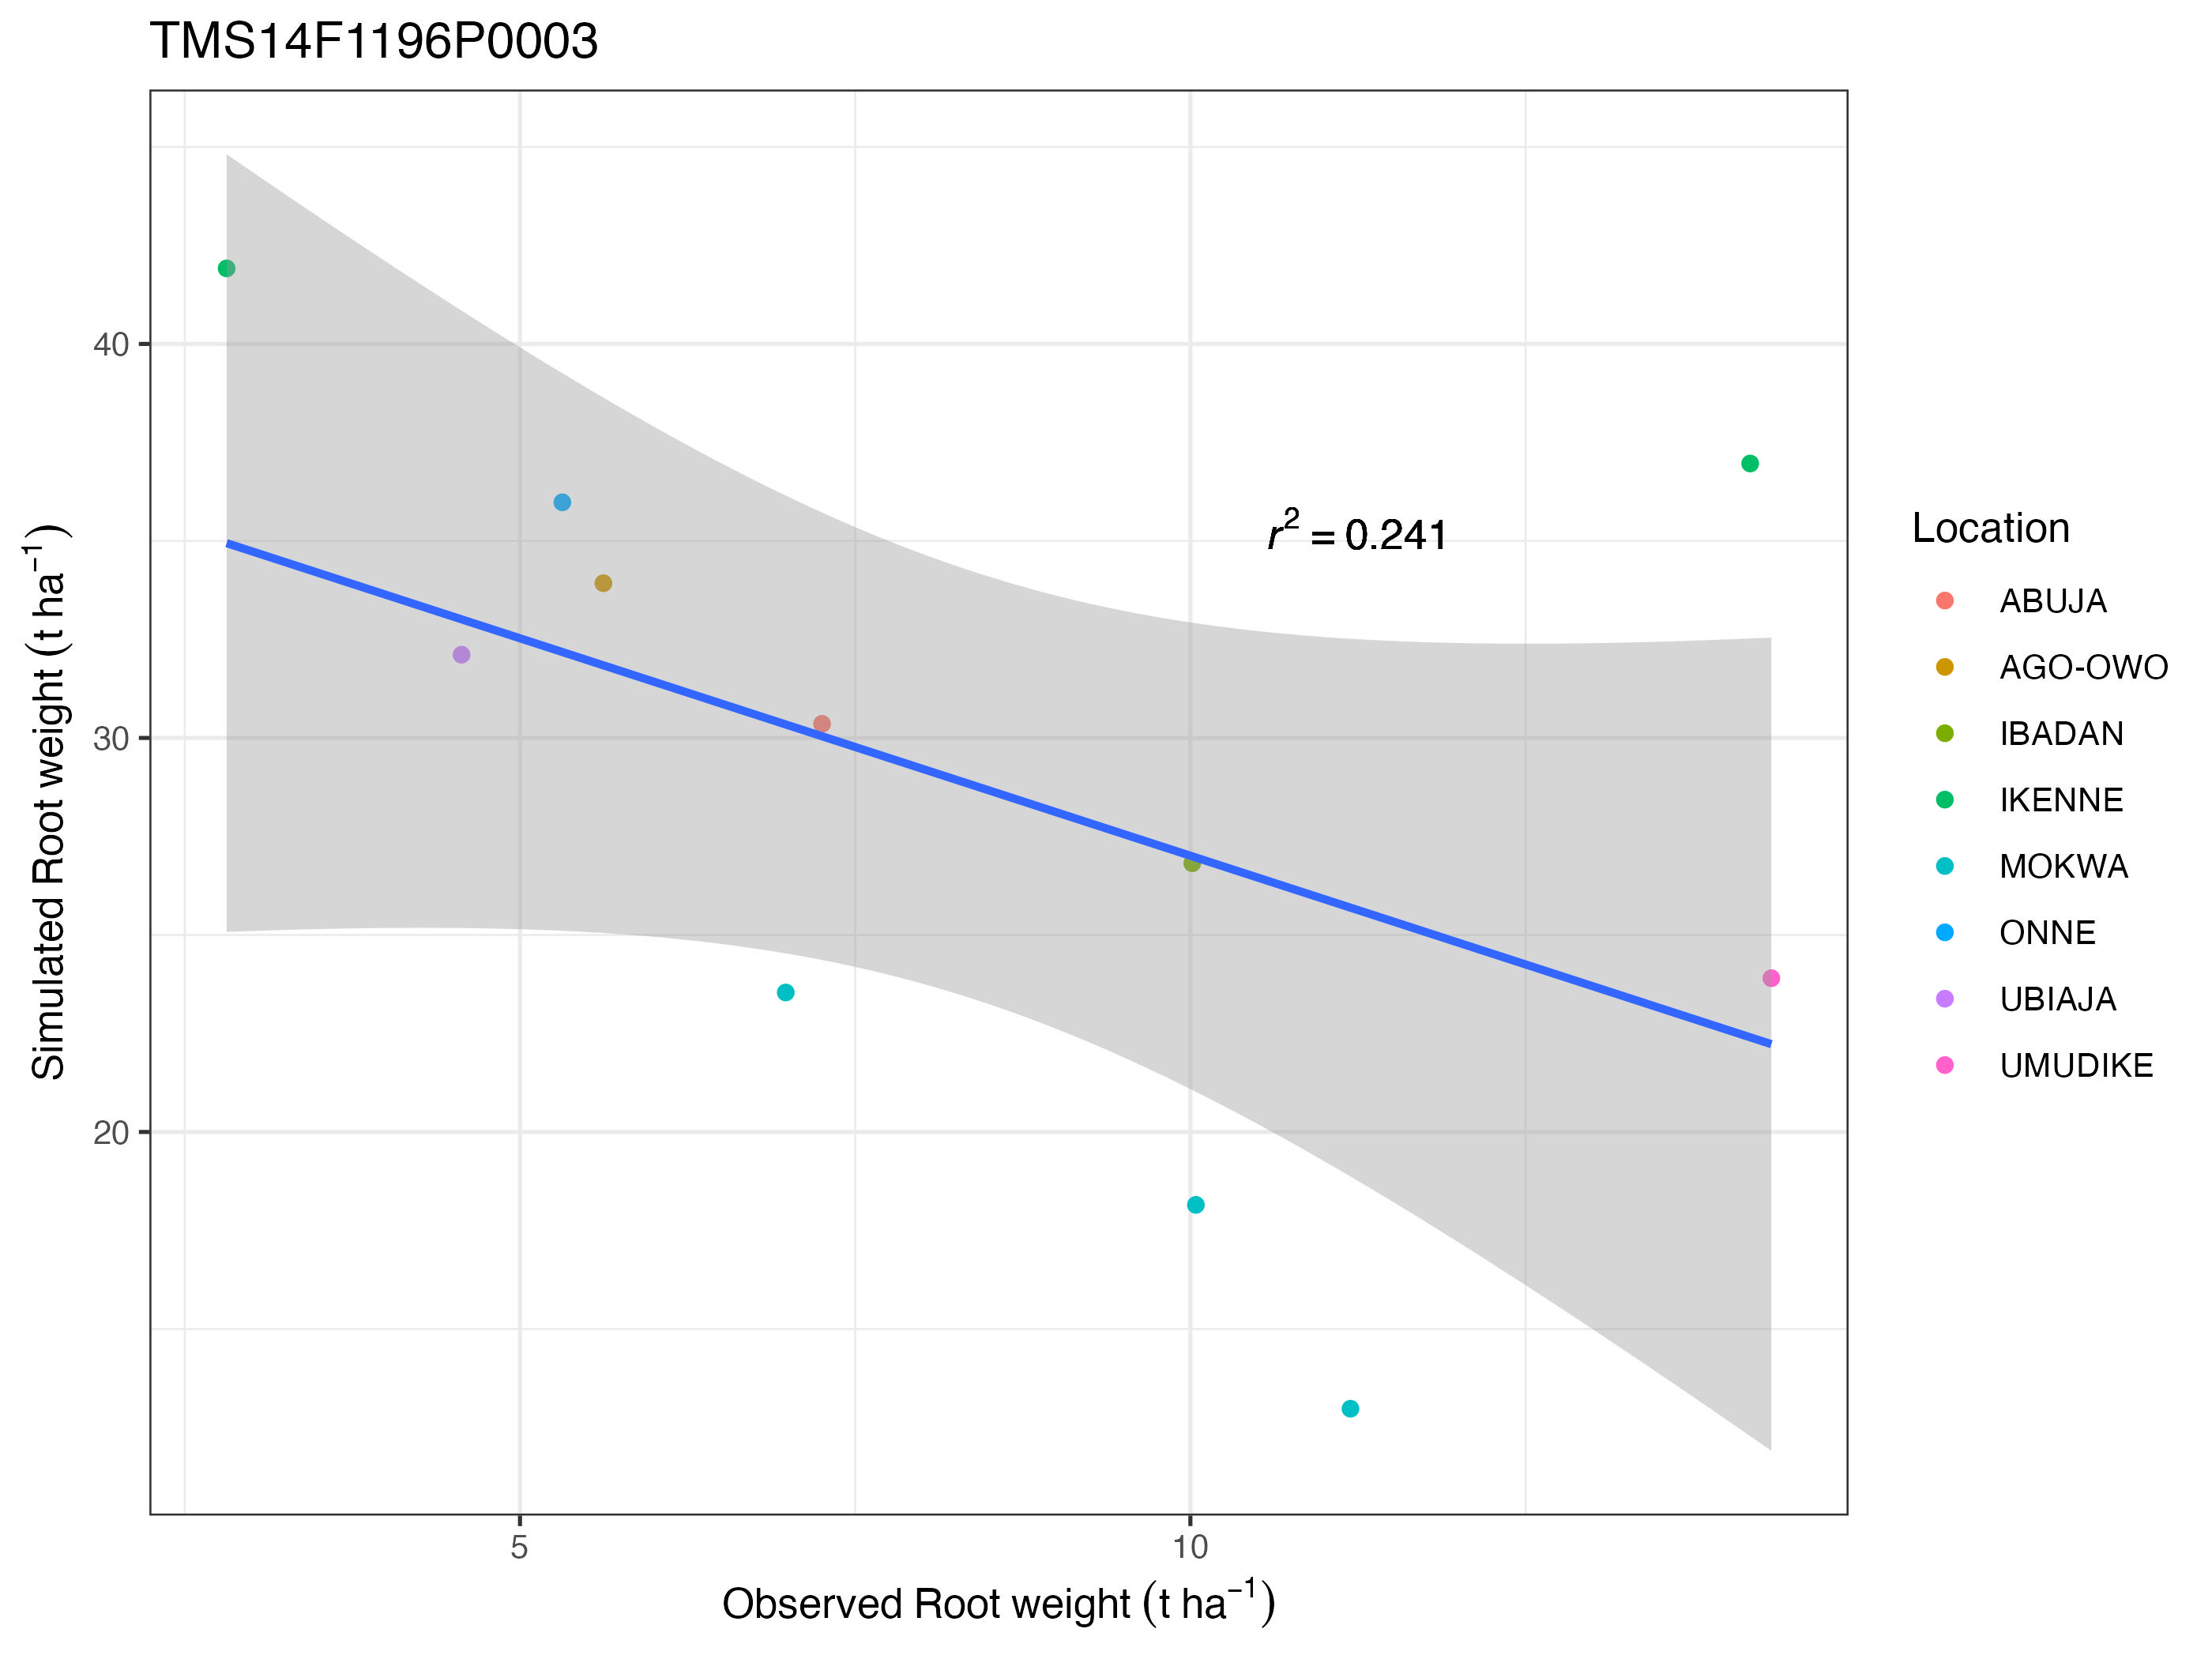 TMS14F1196P0003
Simulated Root weight (t ha⁻¹)
40
30
20
r² = 0.241
5
10
Observed Root weight (t ha⁻¹)
Location
ABUJA
AGO-OWO
IBADAN
IKENNE
MOKWA
ONNE
UBIAJA
UMUDIKE